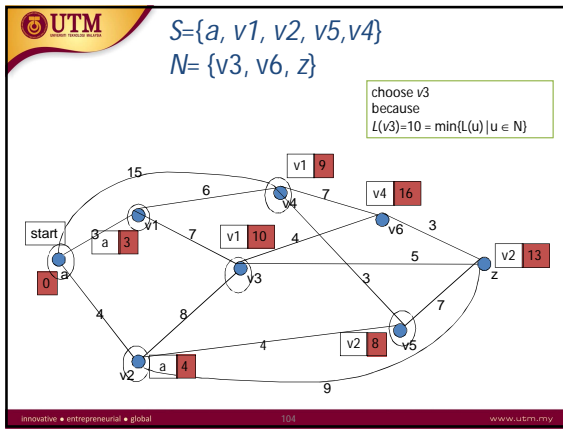 UTM
UNIVERSITI TEKNOLOGI MALAYSIA
S={a, v1, v2, v5,v4}
N= {v3, v6, z}
choose v3
because
L(v3)=10 = min{L(u)|u ∈ N}
15
v1 9
6
7
v4
v4 16
start
3
v1
a 3
7
v1 10
4
v6
3
0
a
v3
5
v2 13
z
4
8
3
7
v2 8
v5
4
v2
a 4
9
innovative ● entrepreneurial ● global
104
www.utm.my